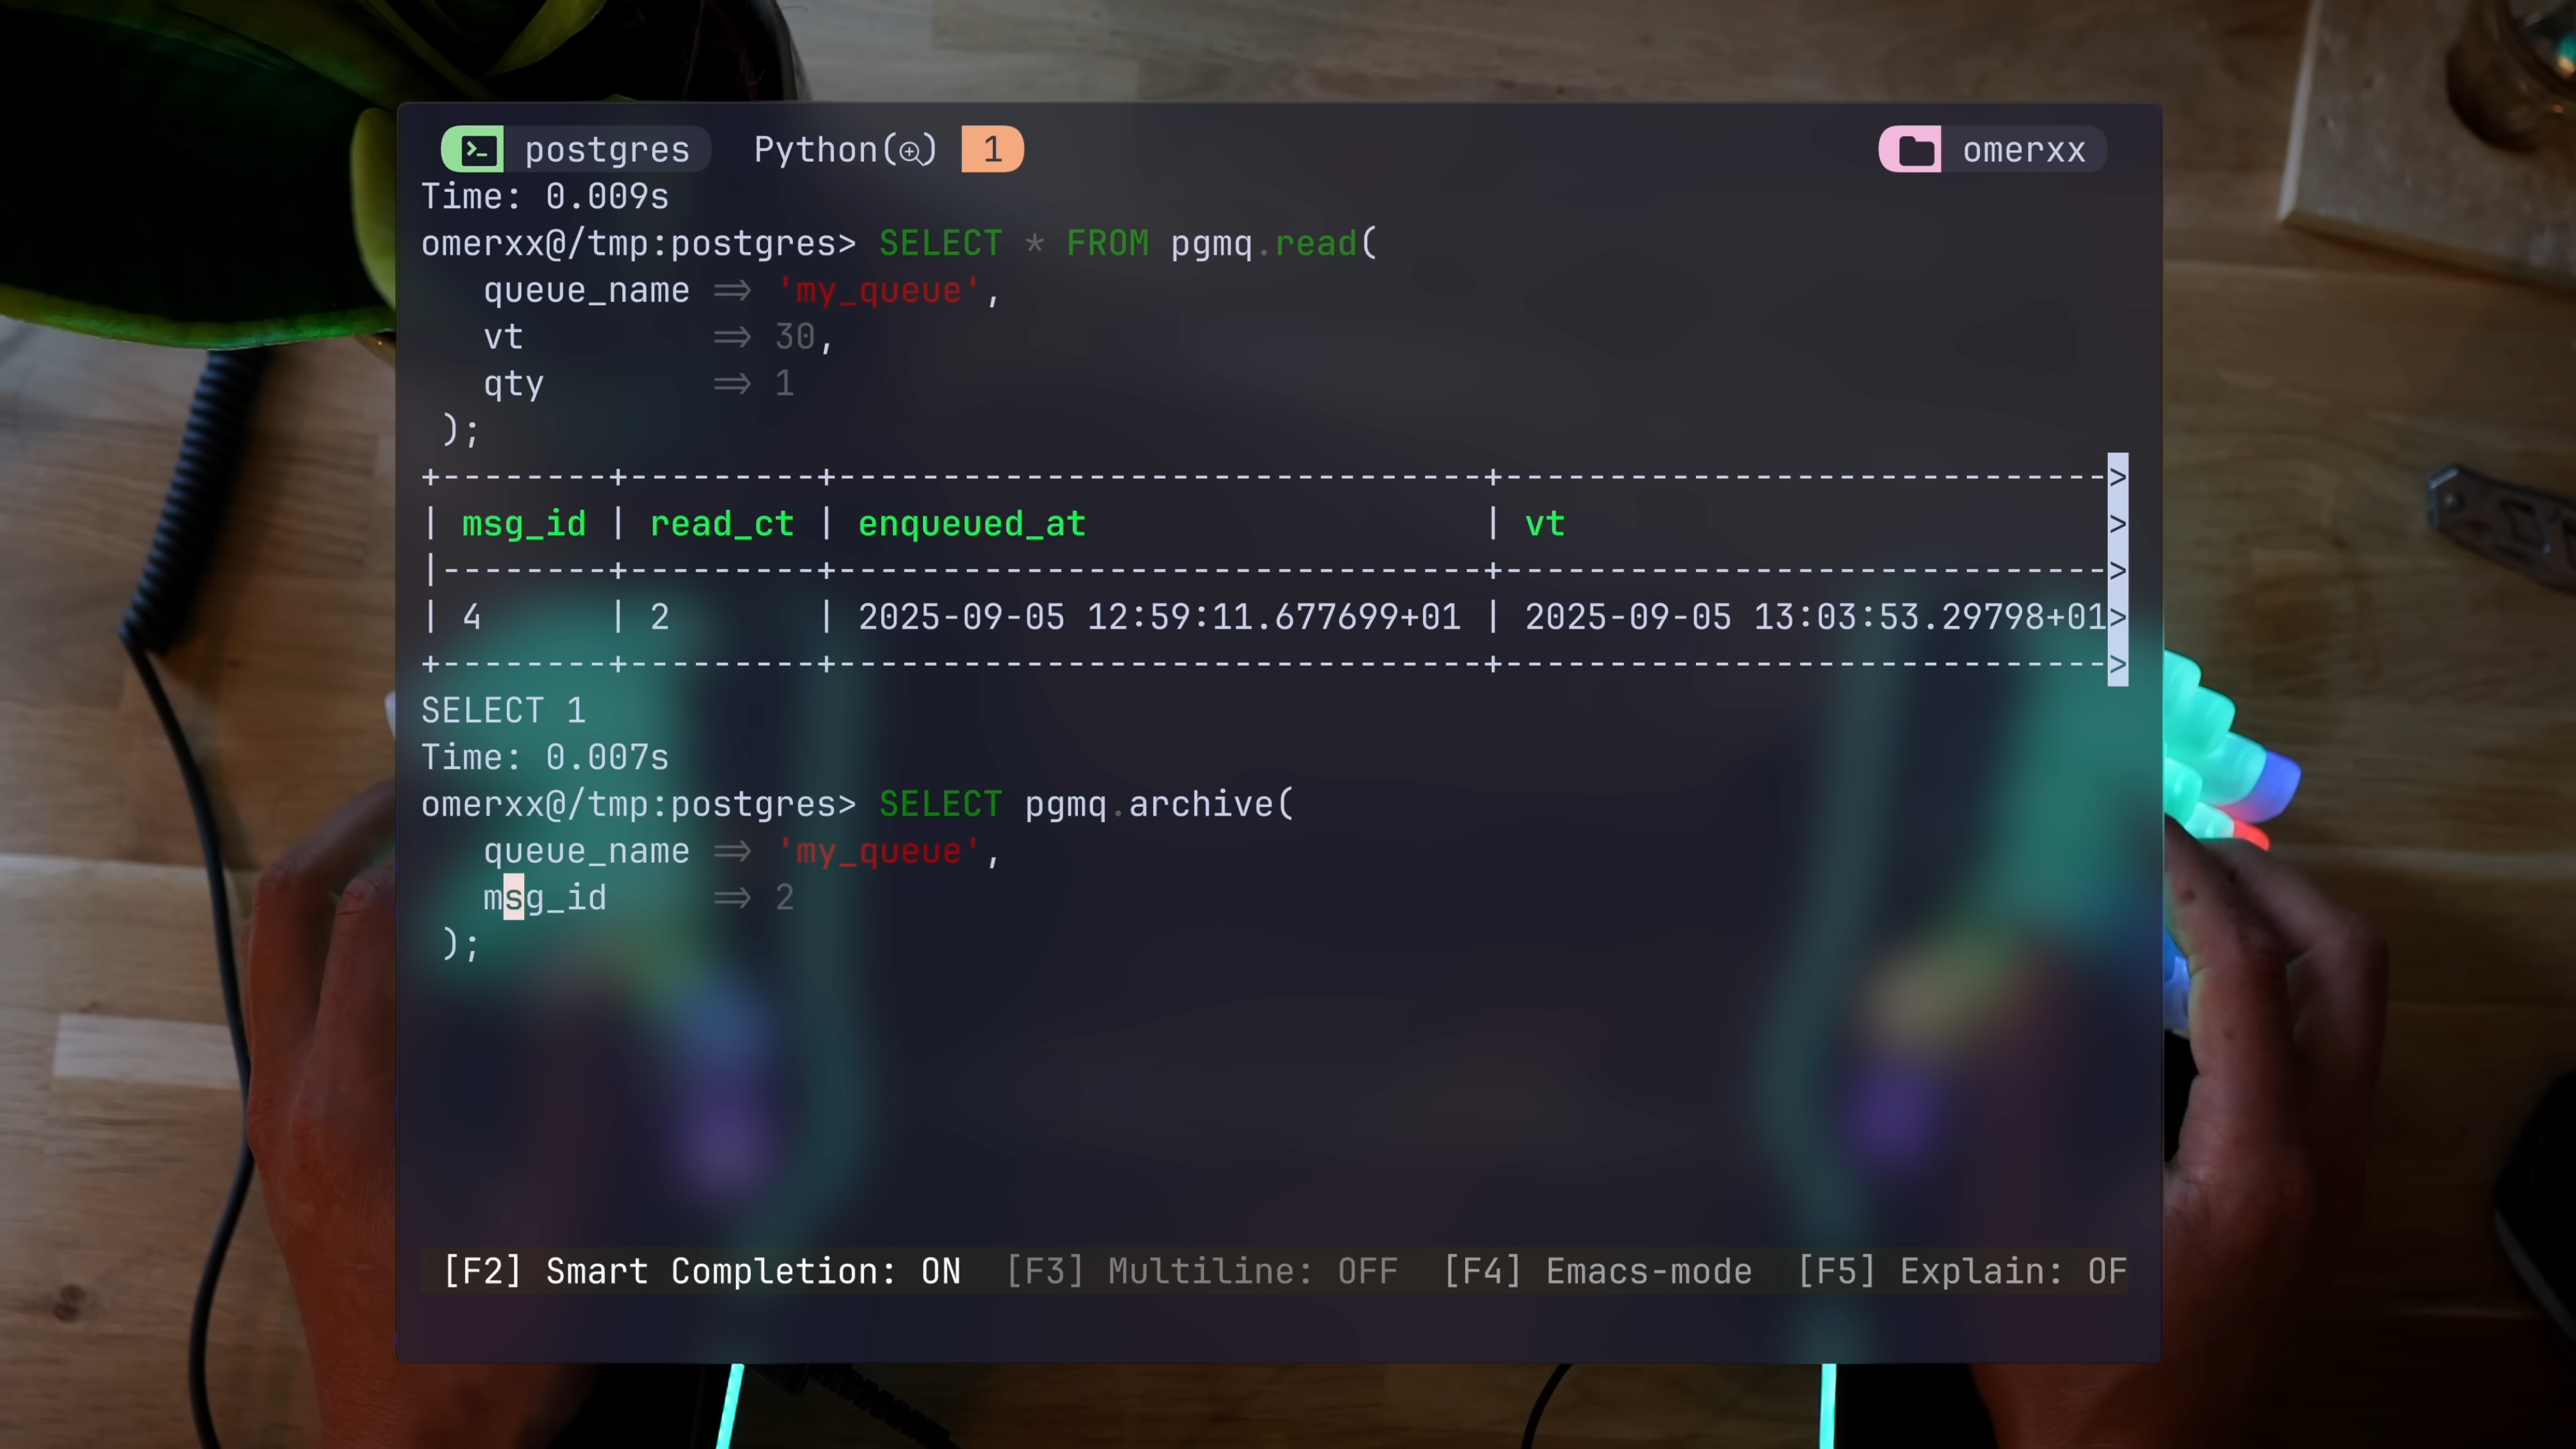 postgres Python( ) 1 omerxx
Time: 0.009s
omerxx@/tmp:postgres> SELECT * FROM pgmq.read(
queue_name => 'my_queue',
vt => 30,
qty => 1
);
+--------+---------+--------------------------------+----------------------------->
| msg_id | read_ct | enqueued_at | vt >
|--------+---------+--------------------------------+----------------------------->
| 4 | 2 | 2025-09-05 12:59:11.677699+01 | 2025-09-05 13:03:53.29798+01>
+--------+---------+--------------------------------+----------------------------->
SELECT 1
Time: 0.007s
omerxx@/tmp:postgres> SELECT pgmq.archive(
queue_name => 'my_queue',
msg_id => 2
);
[F2] Smart Completion: ON [F3] Multiline: OFF [F4] Emacs-mode [F5] Explain: OF